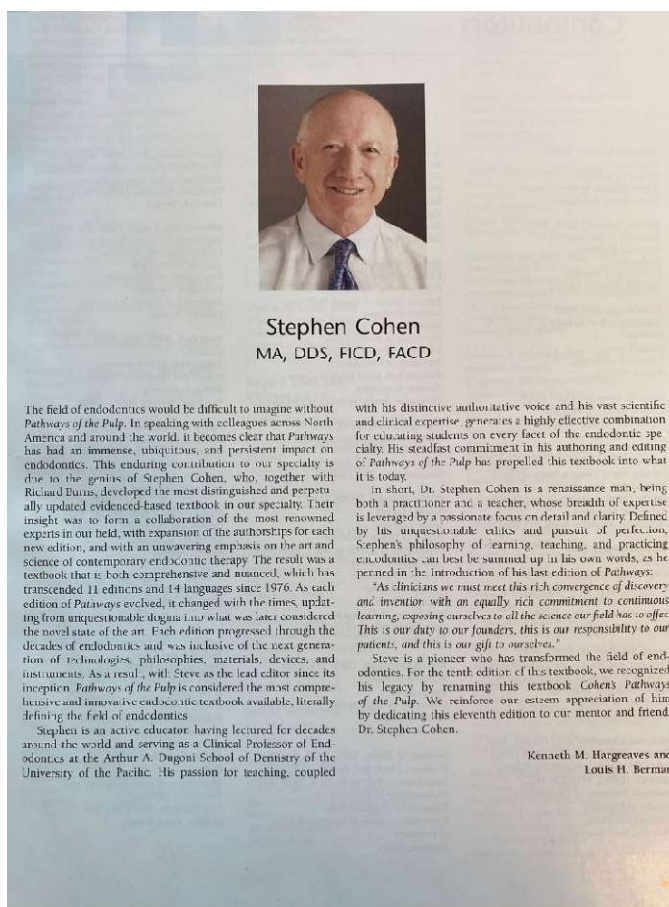 Stephen Cohen
MA, DDS, FICD, FACD
The field of endodontics would be difficult to imagine without
Pathways of the Pulp. In speaking with colleagues across North
America and around the world, it becomes clear that Pathways
has had an immense, ubiquitous, and persistent impact on
endodontics. This enduring contribution to our specialty is
due to the genius of Stephen Cohen, who, together with
Richard Burns, developed the most distinguished and perpetu
ally updated evidenced-based textbook in our specialty. Their
insight was to form a collaboration of the most renowned
experts in our field, with expansion of the authorships for each
new edition, and with an unwavering emphasis on the art and
science of contemporary endodontic therapy. The result was a
textbook that is both comprehensive and nuanced, which has
transcended 11 editions and 14 languages since 1976. As each
edition of Pathways evolved, it changed with the times, updat-
ing from unquestionable dogma into what was later considered
the novel state of the art. Each edition progressed through the
decades of endodontics and was inclusive of the next genera-
tion of technologies, philosophies, materials, devices, and
instruments. As a result, with Steve as the lead editor since its
inception, Pathways of the Pulp is considered the most compre-
hensive and innovative endodontic textbook available, literally
defining the field of endodontics
Stephen is an active educator, having lectured for decades
around the world and serving as a Clinical Professor of End-
odontics at the Arthur A. Dugoni School of Dentistry of the
University of the Pacific. His passion for teaching, coupled
with his distinctive authoritative voice and his vast scientific
and clinical expertise, generates a highly effective combination
for educating students on every facet of the endodontic spe
cialty. His steadfast commitment in his authoring and editing
of Pathways of the Pulp has propelled this textbook into what
it is today.
In short, Dr. Stephen Cohen is a renaissance man, being
both a practitioner and a teacher, whose breadth of expertise
is leveraged by a passionate focus on detail and clarity. Defined
by his unquestionable ethics and pursuit of perfection,
Stephen's philosophy of learning, teaching, and practicing
endodontics can best be summed up in his own words, as he
penned in the Introduction of his last edition of Pathways:
"As clinicians we must meet this rich convergence of discovery
and invention with an equally rich commitment to continuous
learning, exposing ourselves to all the science our field has to offer.
This is our duty to our founders, this is our responsibility to our
patients, and this is our gift to ourselves."
Steve is a pioneer who has transformed the field of end-
odontics. For the tenth edition of this textbook, we recognized
his legacy by renaming this textbook Cohen's Pathways
of the Pulp. We reinforce our esteem appreciation of him
by dedicating this eleventh edition to our mentor and friend
Dr. Stephen Cohen.
Kenneth M. Hargreaves and
Louis H. Berman